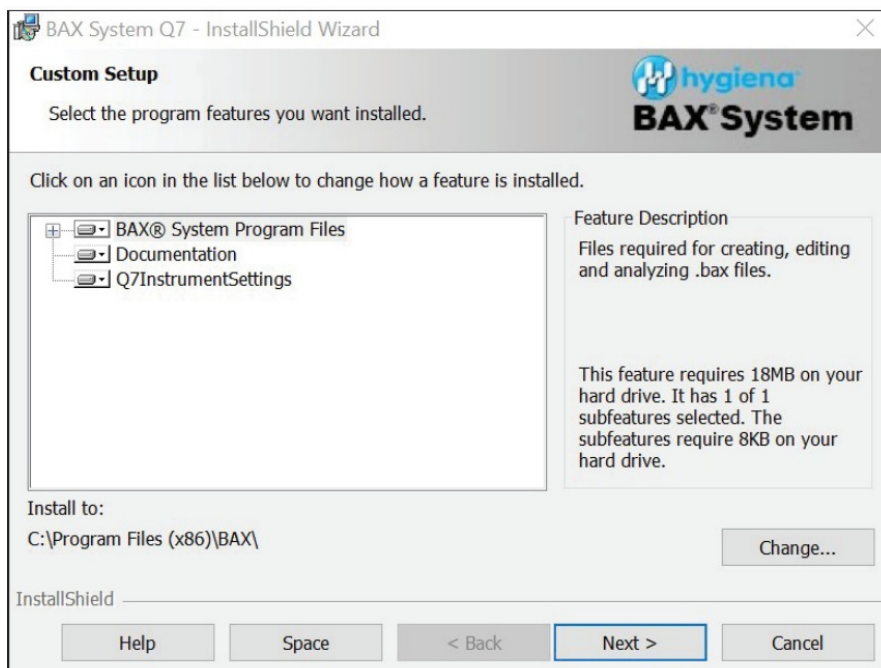 BAX System Q7 - InstallShield Wizard
Custom Setup
Select the program features you want installed.
hygiena
BAX®System
Click on an icon in the list below to change how a feature is installed.
BAX® System Program Files
Documentation
Q7InstrumentSettings
Feature Description
Files required for creating, editing
and analyzing .bax files.
This feature requires 18MB on your
hard drive. It has 1 of 1
subfeatures selected. The
subfeatures require 8KB on your
hard drive.
Install to:
C:\Program Files (x86)\BAX\
Change...
InstallShield
Help
Space
< Back
Next >
Cancel